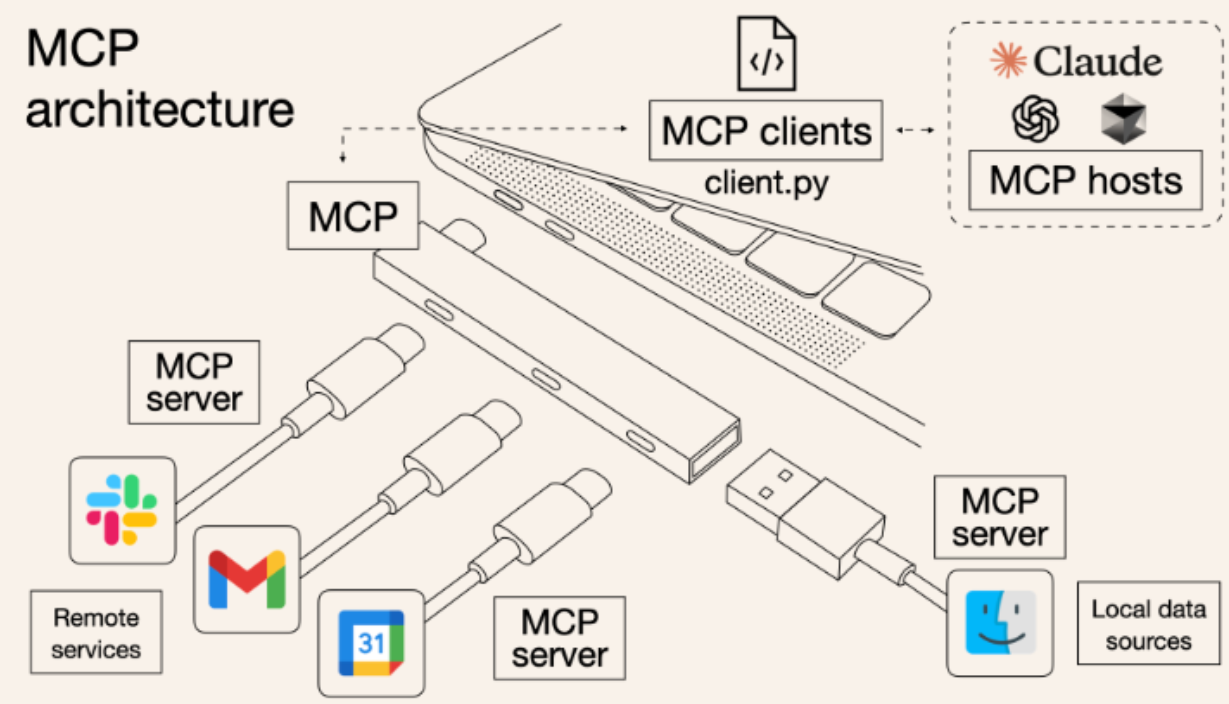 MCP
architecture
</>
MCP clients
client.py
Claude
MCP hosts
MCP
MCP
server
Remote
services
31
MCP
server
MCP
server
Local data
sources